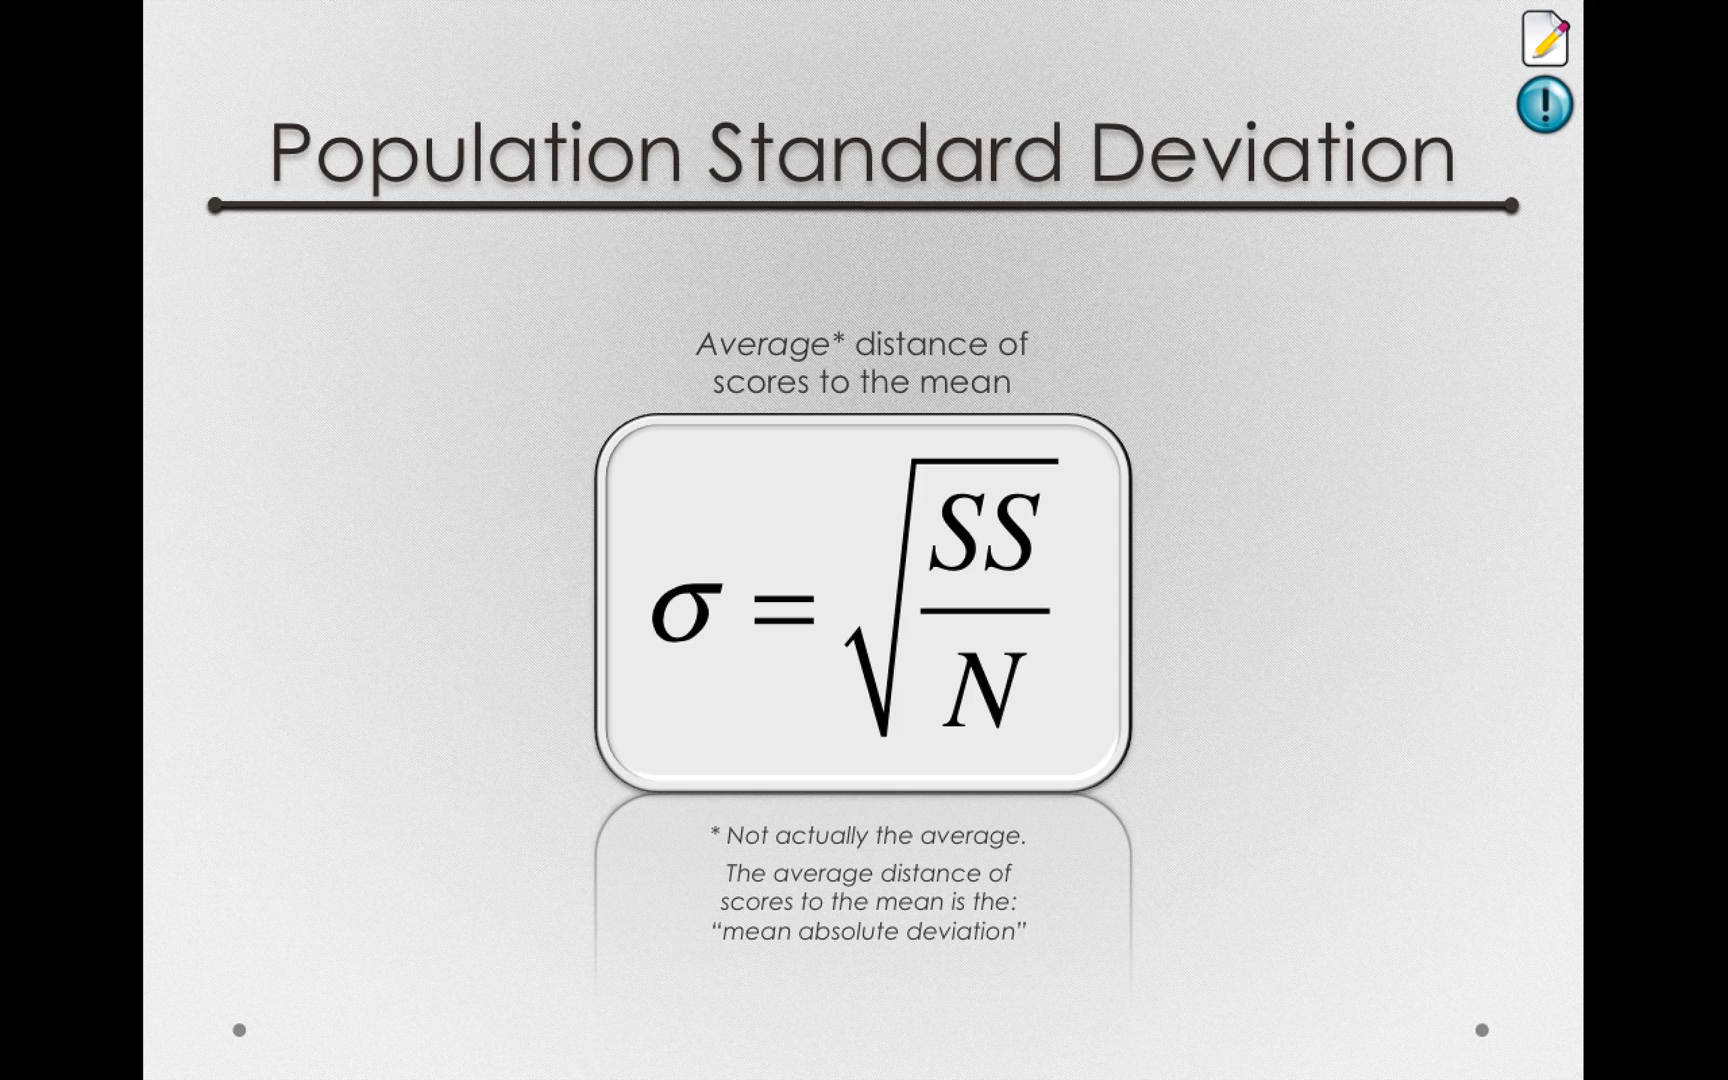 Population Standard Deviation
Average* distance of
scores to the mean
σ = √(SS/N)
* Not actually the average.
The average distance of
scores to the mean is the:
“mean absolute deviation”